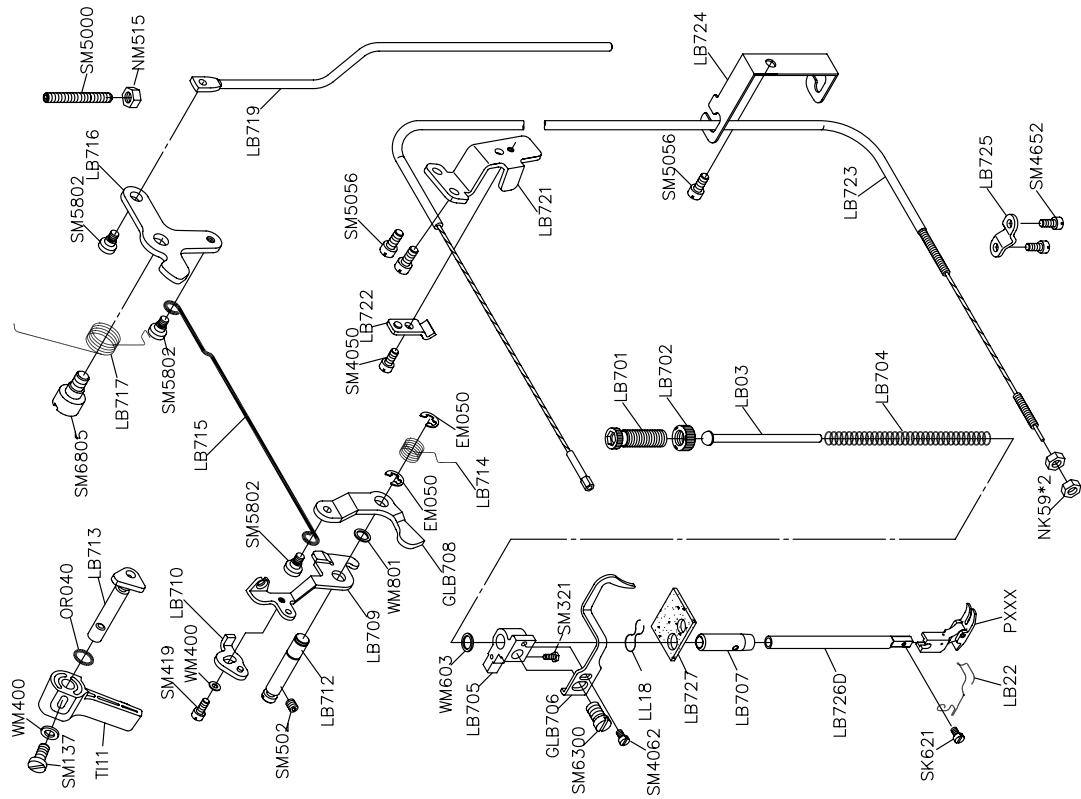 SM5000
NM515
LB719
LB716
SM5802
SM6805
LB717
SM5802
LB715
SM5056
LB721
LB722
SM4050
LB724
SM5056
LB723
LB725
SM4652
LB701
LB702
LB03
LB704
NK59*2
EM050
LB714
EM050
SM5802
GLB708
WM801
LB709
LB713
OR040
LB710
WM400
SM419
LB712
SM502
WM400
SM137
TI11
WM603
LB705
SM321
GLB706
SM6300
SM4062
LL18
LB727
LB707
LB726D
PXXX
LB22
SK621